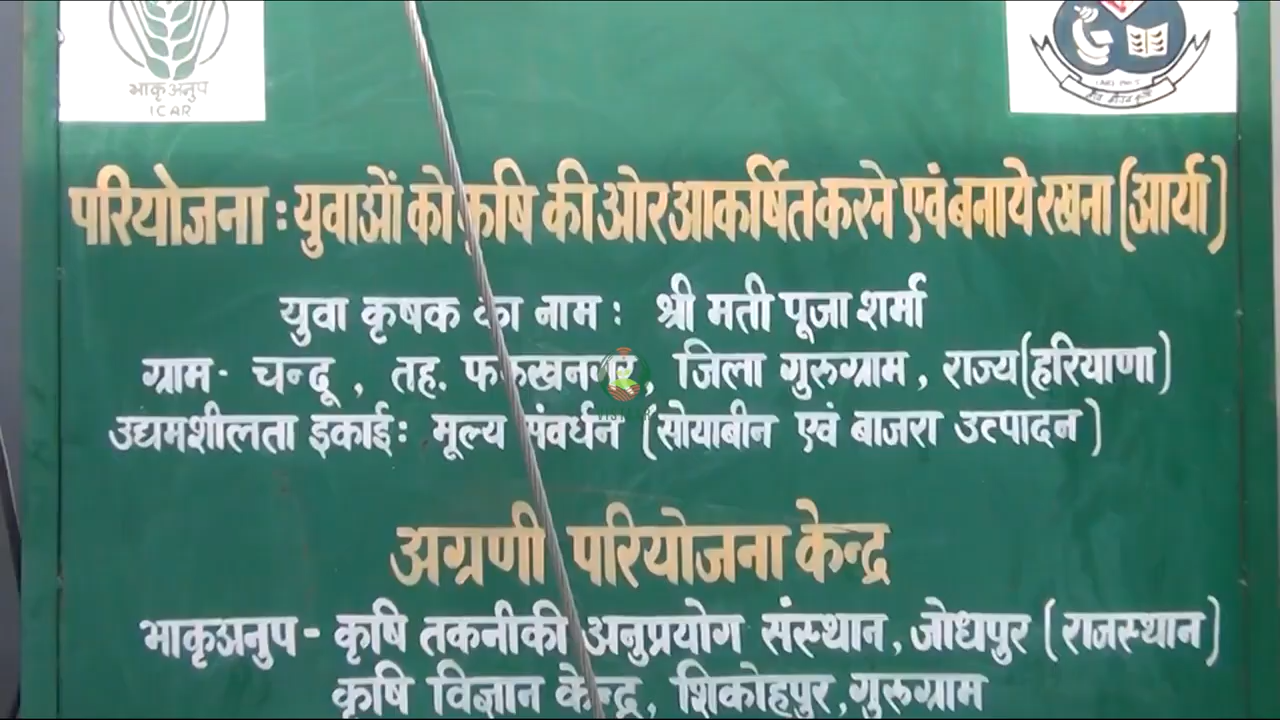 भाकृअनुप
ICAR
परियोजना : युवाओं को कृषि की ओर आकर्षित करने एवं बनाये रखना (आर्या)
युवा कृषक का नाम : श्री मती पूजा शर्मा
ग्राम - चन्दू , तह. फरूखनगर, जिला गुरुग्राम , राज्य (हरियाणा)
उद्यमशीलता इकाई : मूल्य संवर्धन (सोयाबीन एवं बाजरा उत्पादन)
अग्रणी परियोजना केन्द्र
भाकृअनुप - कृषि तकनीकी अनुप्रयोग संस्थान , जोधपुर (राजस्थान)
कृषि विज्ञान केन्द्र , शिकोहपुर , गुरुग्राम